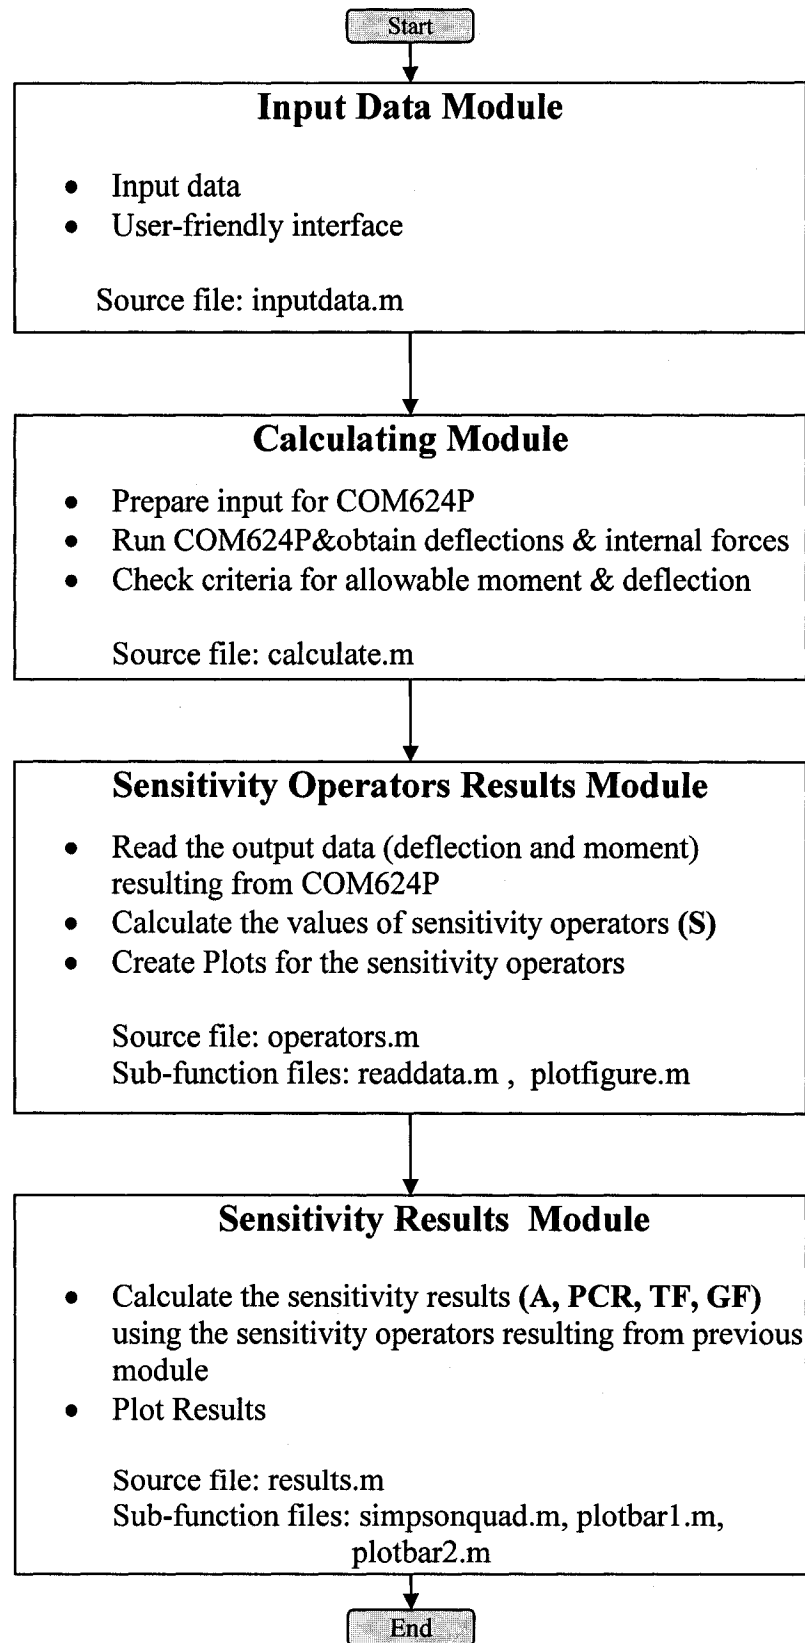 Start
Input Data Module
• Input data
• User-friendly interface
Source file: inputdata.m
Calculating Module
• Prepare input for COM624P
• Run COM624P&obtain deflections & internal forces
• Check criteria for allowable moment & deflection
Source file: calculate.m
Sensitivity Operators Results Module
• Read the output data (deflection and moment)
resulting from COM624P
• Calculate the values of sensitivity operators (S)
• Create Plots for the sensitivity operators
Source file: operators.m
Sub-function files: readdata.m , plotfigure.m
Sensitivity Results Module
• Calculate the sensitivity results (A, PCR, TF, GF)
using the sensitivity operators resulting from previous
module
• Plot Results
Source file: results.m
Sub-function files: simpsonquad.m, plotbar1.m,
plotbar2.m
End